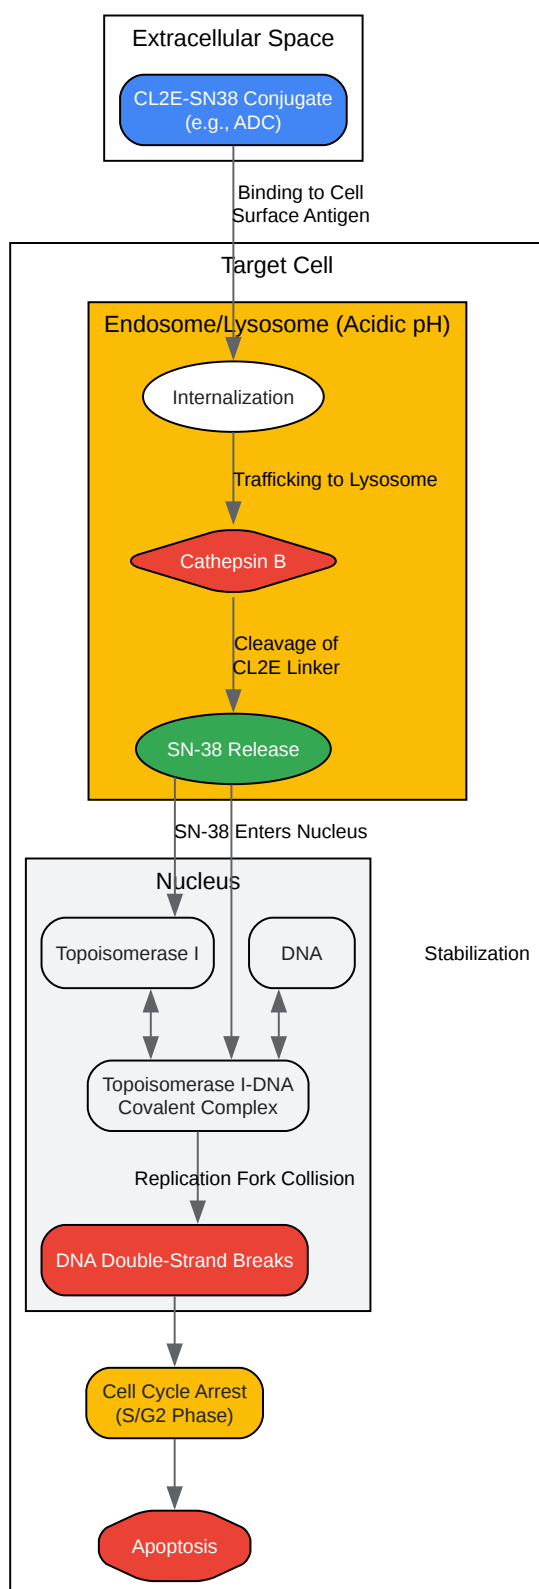 Extracellular Space
CL2E-SN38 Conjugate
(e.g., ADC)
Binding to Cell
Surface Antigen
Target Cell
Endosome/Lysosome (Acidic pH)
Internalization
Trafficking to Lysosome
Cathepsin B
Cleavage of
CL2E Linker
SN-38 Release
SN-38 Enters Nucleus
Nucleus
Topoisomerase I
DNA
Stabilization
Topoisomerase I-DNA
Covalent Complex
Replication Fork Collision
DNA Double-Strand Breaks
Cell Cycle Arrest
(S/G2 Phase)
Apoptosis